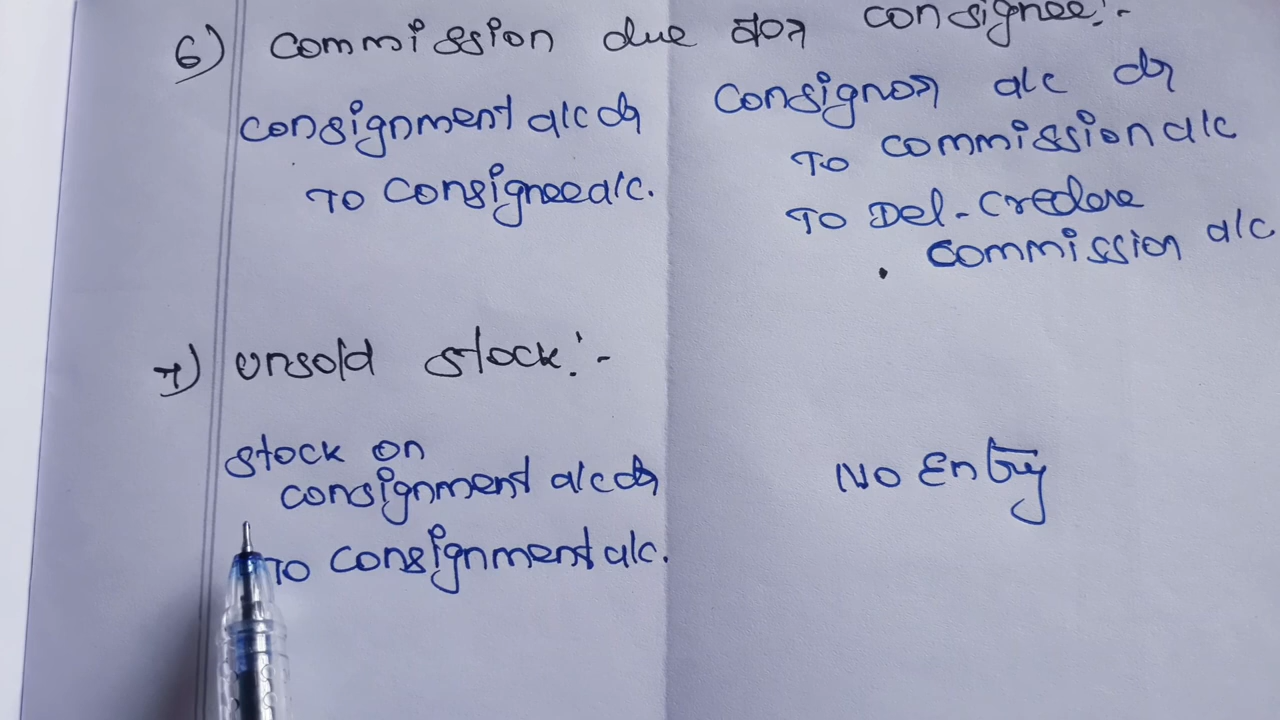 6) Commission due for consignee:-
consignment a/c dr
To consignee a/c.
consignor a/c dr
To commission a/c
To Del-credere
commission a/c
7) unsold stock:-
stock on
consignment a/c dr
To consignment a/c.
No Entry